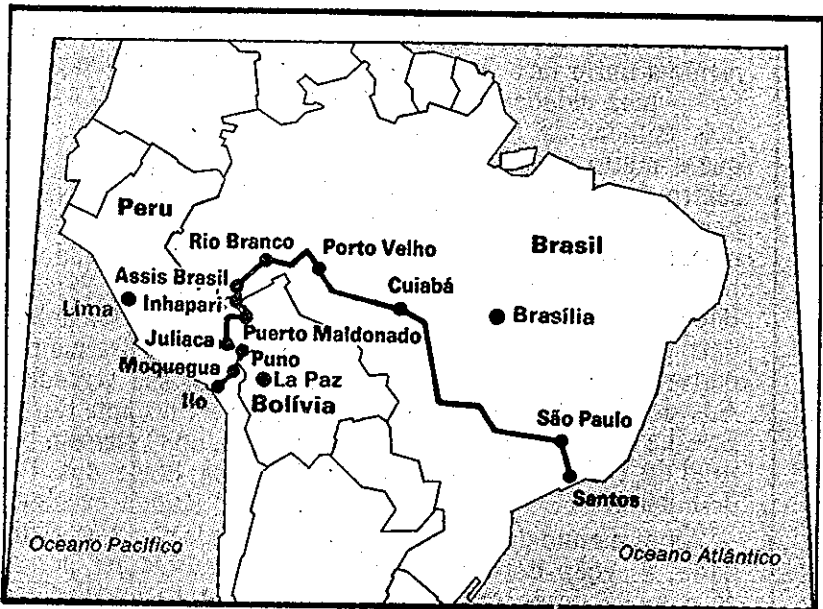 Peru
Rio Branco
Porto Velho
Brasil
Assis Brasil
Cuiabá
Lima
Inhapari
Brasília
Juliaca
Puerto Maldonado
Puno
Moquegua
La Paz
Ilo
Bolívia
São Paulo
Santos
Oceano Pacífico
Oceano Atlântico